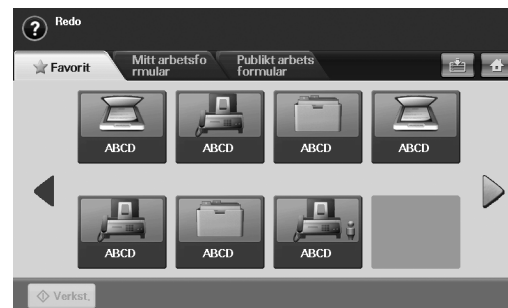 Redo
Favorit
Mitt arbetsfo
rmular
Publikt arbets
formular
ABCD ABCD ABCD ABCD
ABCD ABCD ABCD
Verkst.